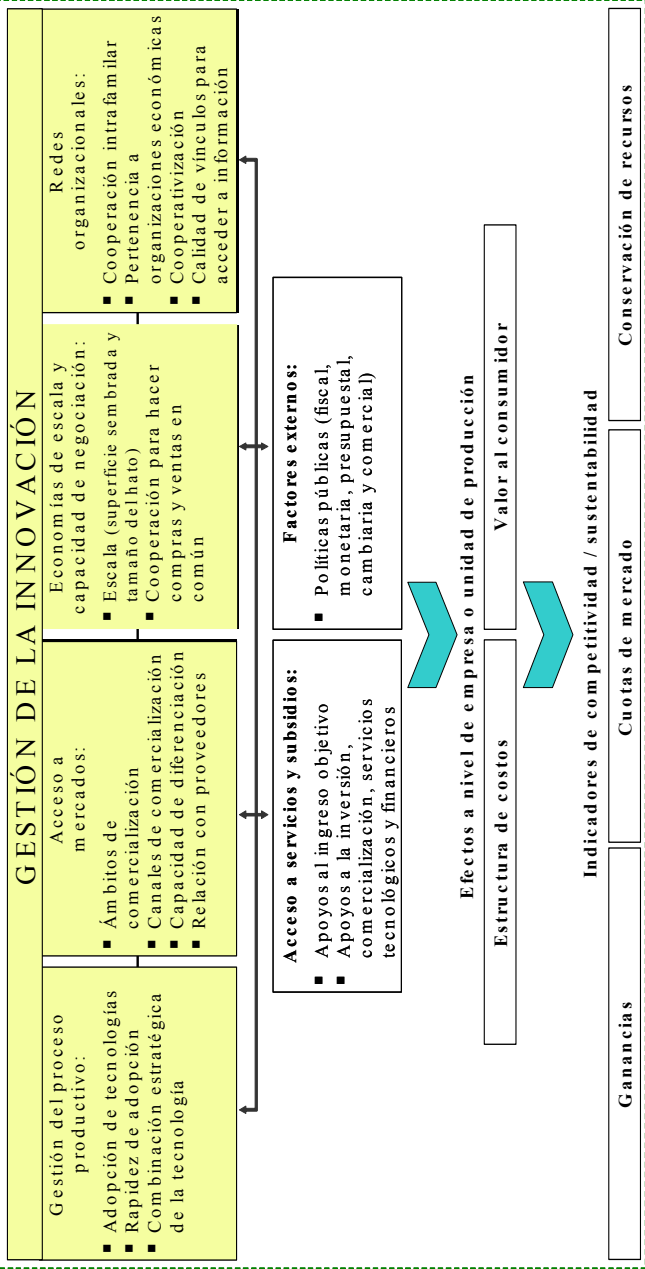 GESTIÓN DE LA INNOVACIÓN
Gestión del proceso
productivo:
▪ Adopción de tecnologías
▪ Rapidez de adopción
▪ Combinación estratégica
de la tecnología
Acceso a
mercados:
▪ Ámbitos de
comercialización
▪ Canales de comercialización
▪ Capacidad de diferenciación
▪ Relación con proveedores
Economías de escala y
capacidad de negociación:
▪ Escala (superficie sembrada y
tamaño del hato)
▪ Cooperación para hacer
compras y ventas en
común
Redes
organizacionales:
▪ Cooperación intrafamilar
▪ Pertenencia a
organizaciones económicas
▪ Cooperativización
▪ Calidad de vínculos para
acceder a información
Acceso a servicios y subsidios:
▪ Apoyos al ingreso objetivo
▪ Apoyos a la inversión,
comercialización, servicios
tecnológicos y financieros
Factores externos:
▪ Políticas públicas (fiscal,
monetaria, presupuestal,
cambiaria y comercial)
Efectos a nivel de empresa o unidad de producción
Estructura de costos
Valor al consumidor
Indicadores de competitividad / sustentabilidad
Ganancias
Cuotas de mercado
Conservación de recursos